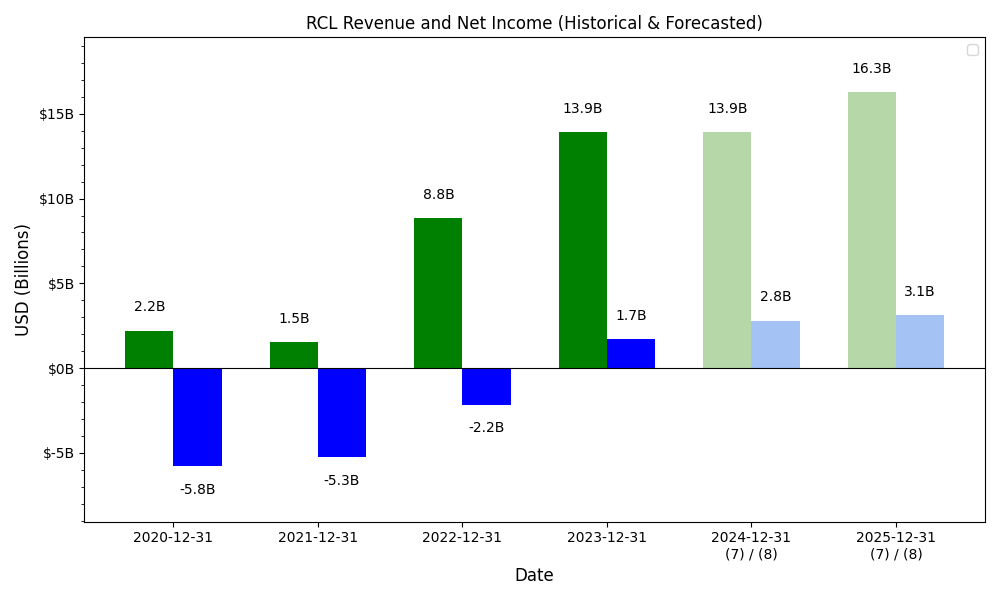 RCL Revenue and Net Income (Historical & Forecasted)
USD (Billions)
$15B
$10B
$5B
$0B
$-5B
2.2B
-5.8B
1.5B
-5.3B
8.8B
-2.2B
13.9B
1.7B
13.9B
2.8B
16.3B
3.1B
2020-12-31
2021-12-31
2022-12-31
2023-12-31
2024-12-31
(7) / (8)
2025-12-31
(7) / (8)
Date